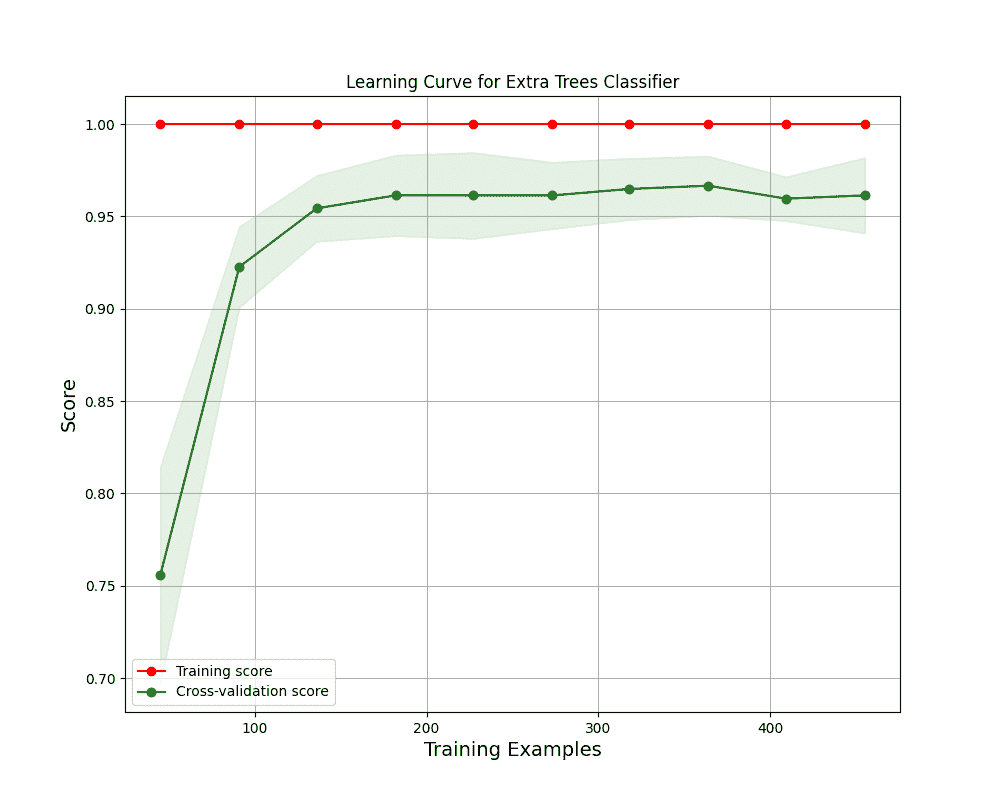 Learning Curve for Extra Trees Classifier
1.00
0.95
0.90
0.85
0.80
0.75
0.70
Score
Training score
Cross-validation score
100
200
300
400
Training Examples